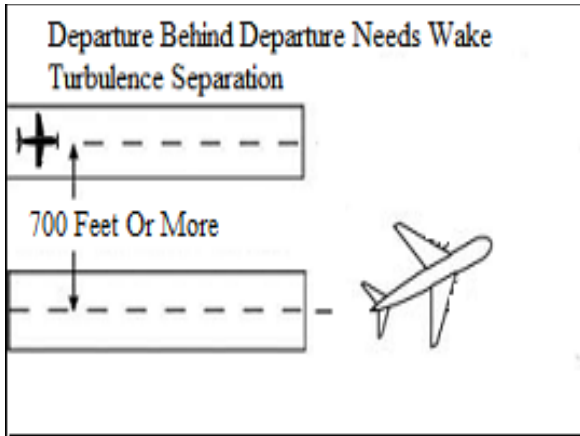 Departure Behind Departure Needs Wake
Turbulence Separation
700 Feet Or More